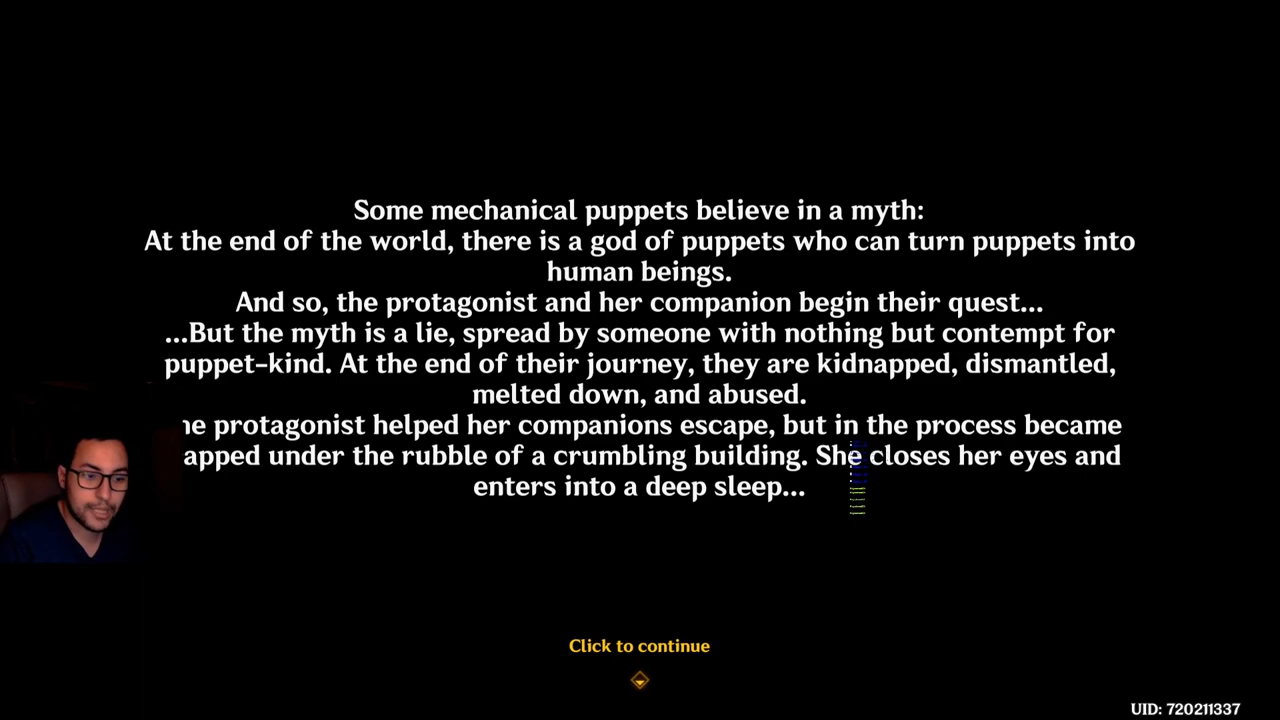 Some mechanical puppets believe in a myth:
At the end of the world, there is a god of puppets who can turn puppets into
human beings.
And so, the protagonist and her companion begin their quest...
...But the myth is a lie, spread by someone with nothing but contempt for
puppet-kind. At the end of their journey, they are kidnapped, dismantled,
melted down, and abused.
he protagonist helped her companions escape, but in the process became
apped under the rubble of a crumbling building. She closes her eyes and
enters into a deep sleep...
Click to continue
UID: 720211337